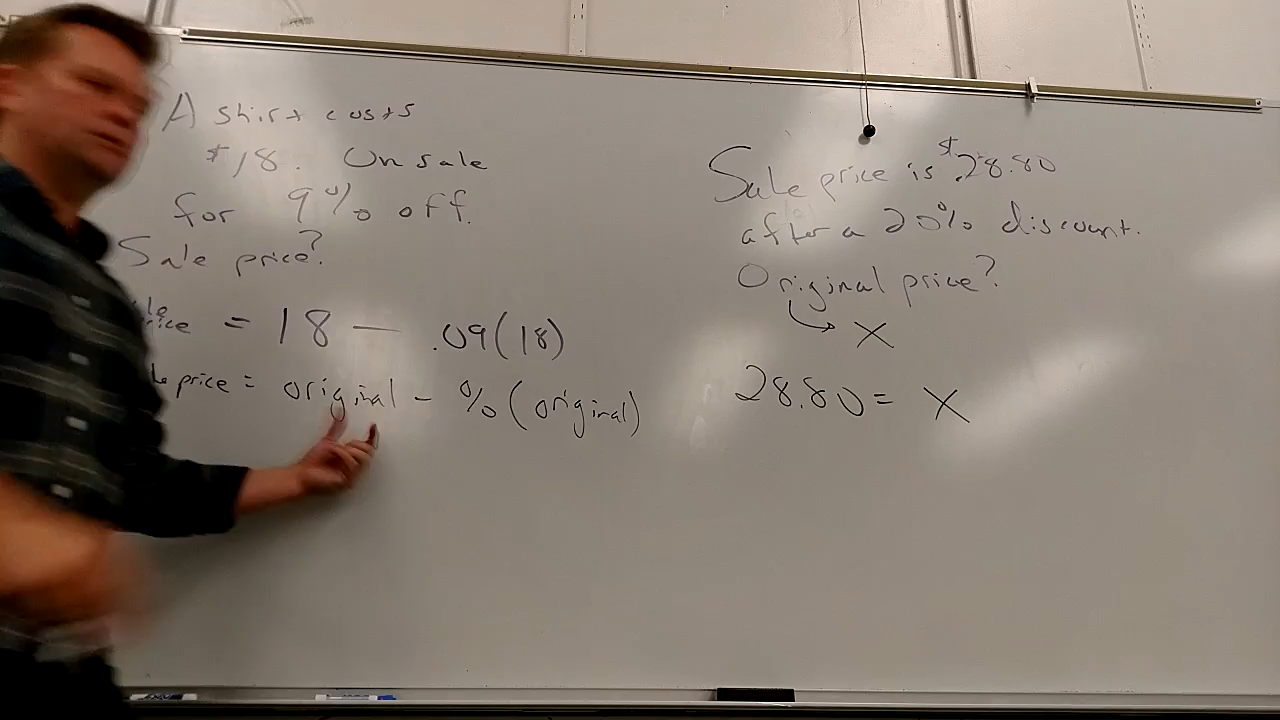 A shirt costs
$18. On sale
for 9% off.
Sale price?
= 18 - .09(18)
price = original - % (original)
Sale price is $28.80
after a 20% discount.
Original price?
x
28.80 = x